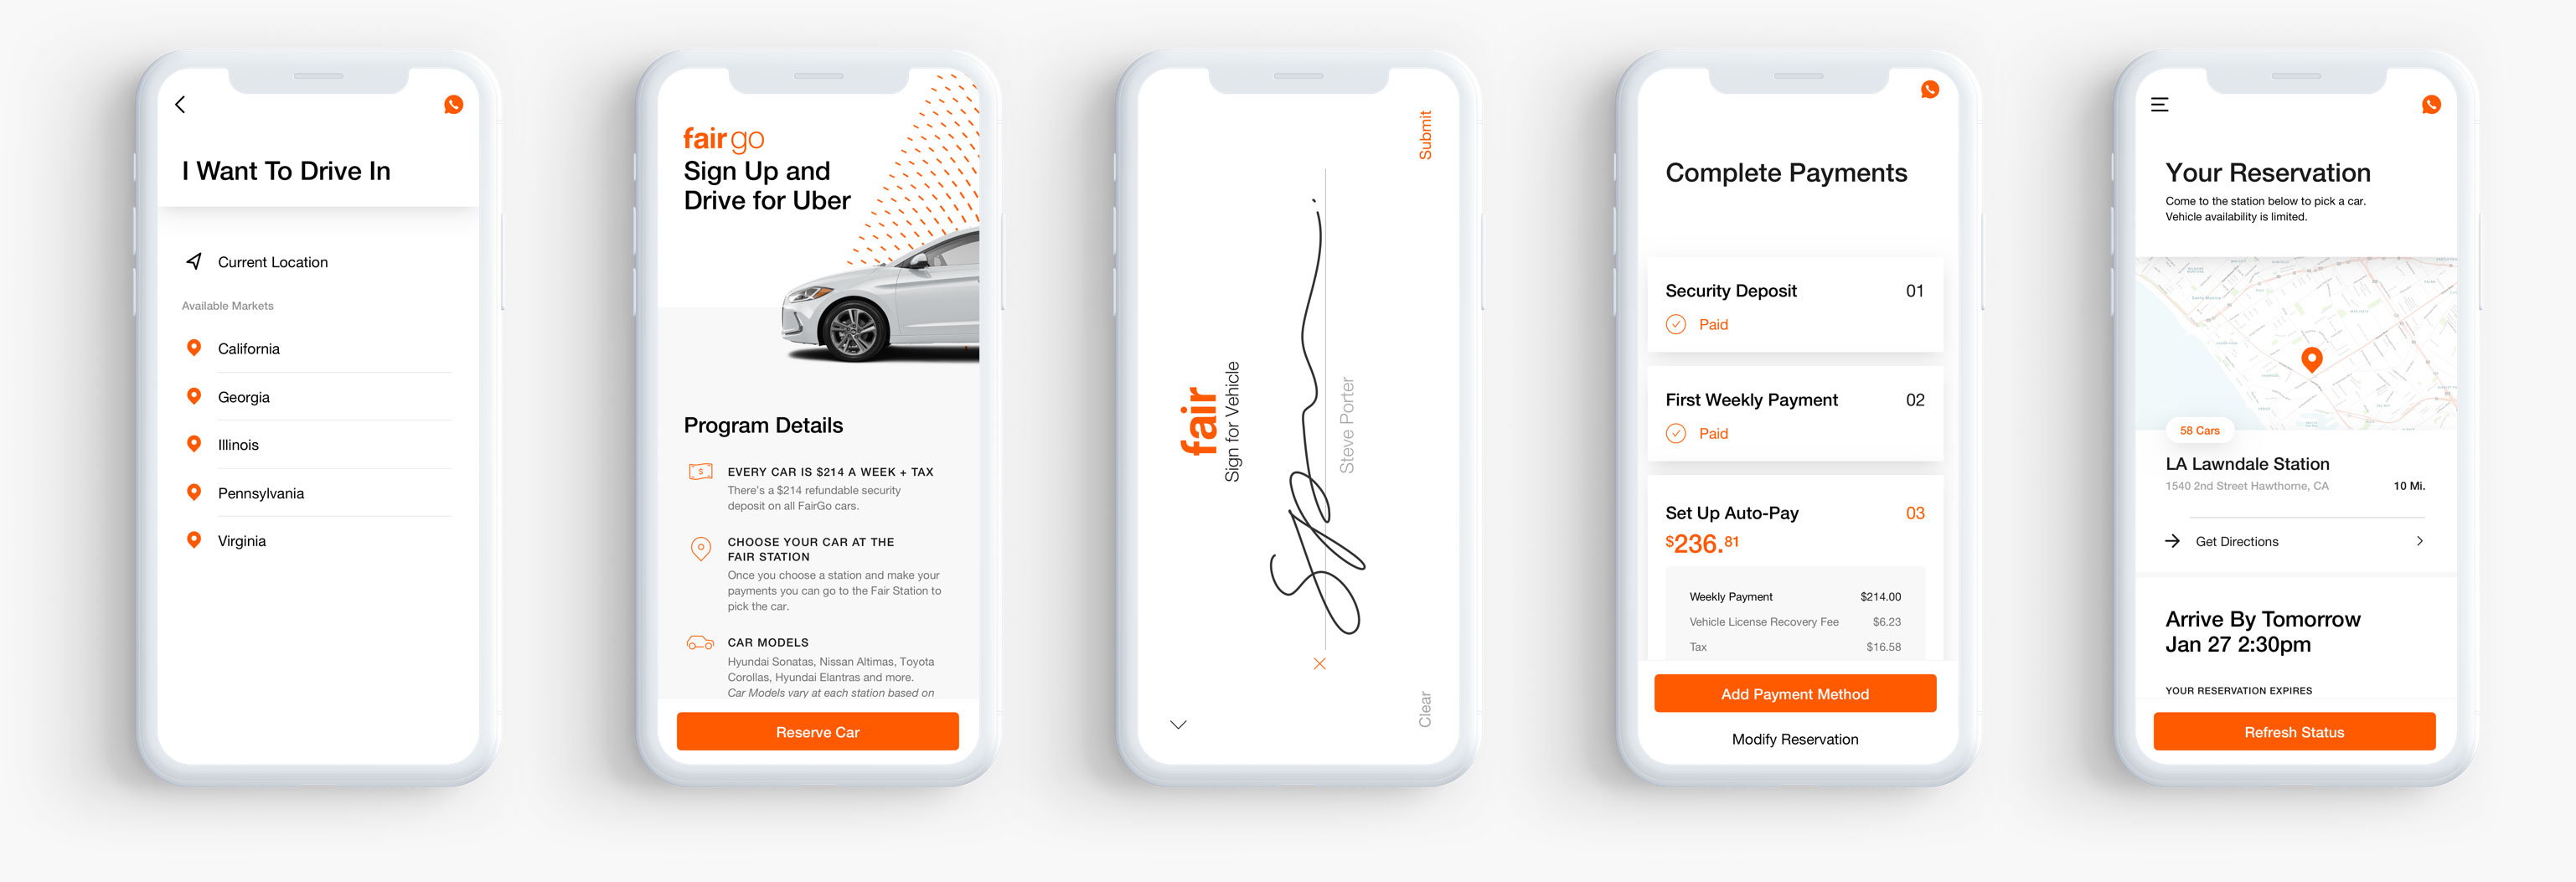 I Want To Drive In
Current Location
Available Markets
California
Georgia
Illinois
Pennsylvania
Virginia
fair go
Sign Up and
Drive for Uber
Program Details
EVERY CAR IS $214 A WEEK + TAX
There's a $214 refundable security
deposit on all FairGo cars.
CHOOSE YOUR CAR AT THE
FAIR STATION
Once you choose a station and make your
payments you can go to the Fair Station to
pick the car.
CAR MODELS
Hyundai Sonatas, Nissan Altimas, Toyota
Corollas, Hyundai Elantras and more.
Car Models vary at each station based on
Reserve Car
fair
Sign for Vehicle
Steve Porter
Submit
Clear
Complete Payments
Security Deposit 01
Paid
First Weekly Payment 02
Paid
Set Up Auto-Pay 03
$236.81
Weekly Payment $214.00
Vehicle License Recovery Fee $6.23
Tax $16.58
Add Payment Method
Modify Reservation
Your Reservation
Come to the station below to pick a car.
Vehicle availability is limited.
58 Cars
LA Lawndale Station
1540 2nd Street Hawthorne, CA 10 Mi.
Get Directions
Arrive By Tomorrow
Jan 27 2:30pm
YOUR RESERVATION EXPIRES
Refresh Status